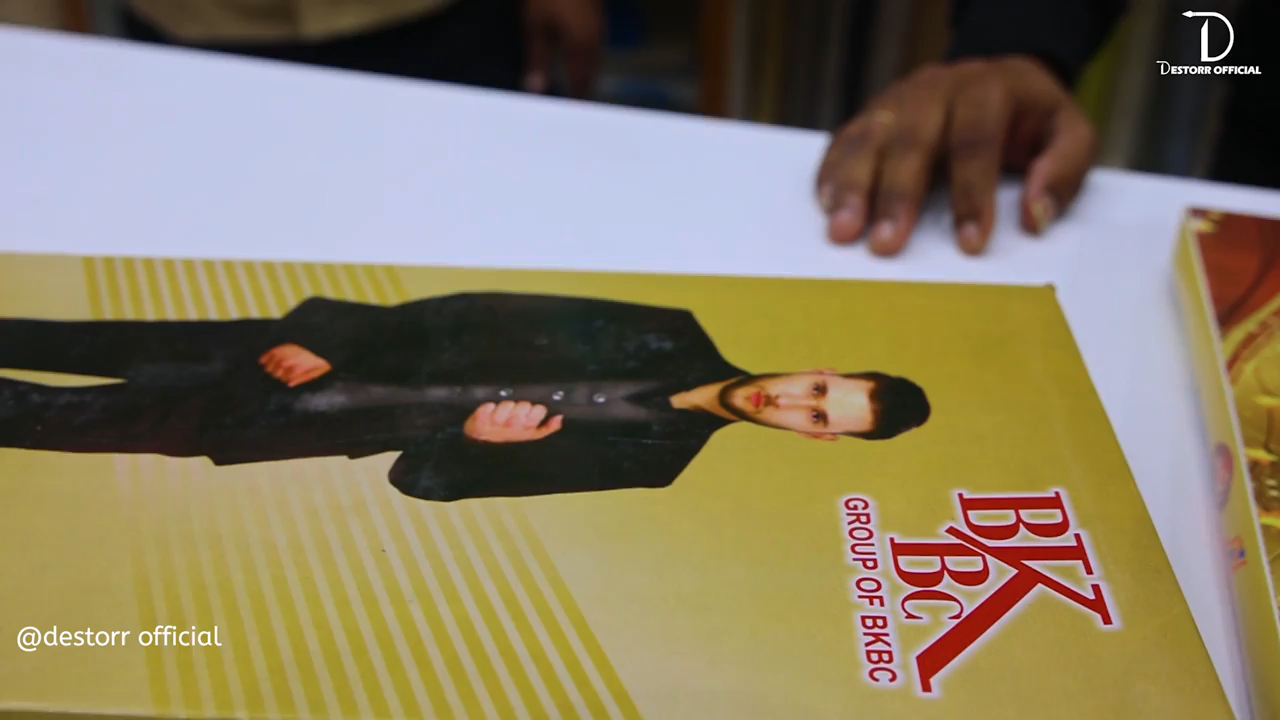 D
DESTORR OFFICIAL
BK
BC
GROUP OF BKBC
@destorr official